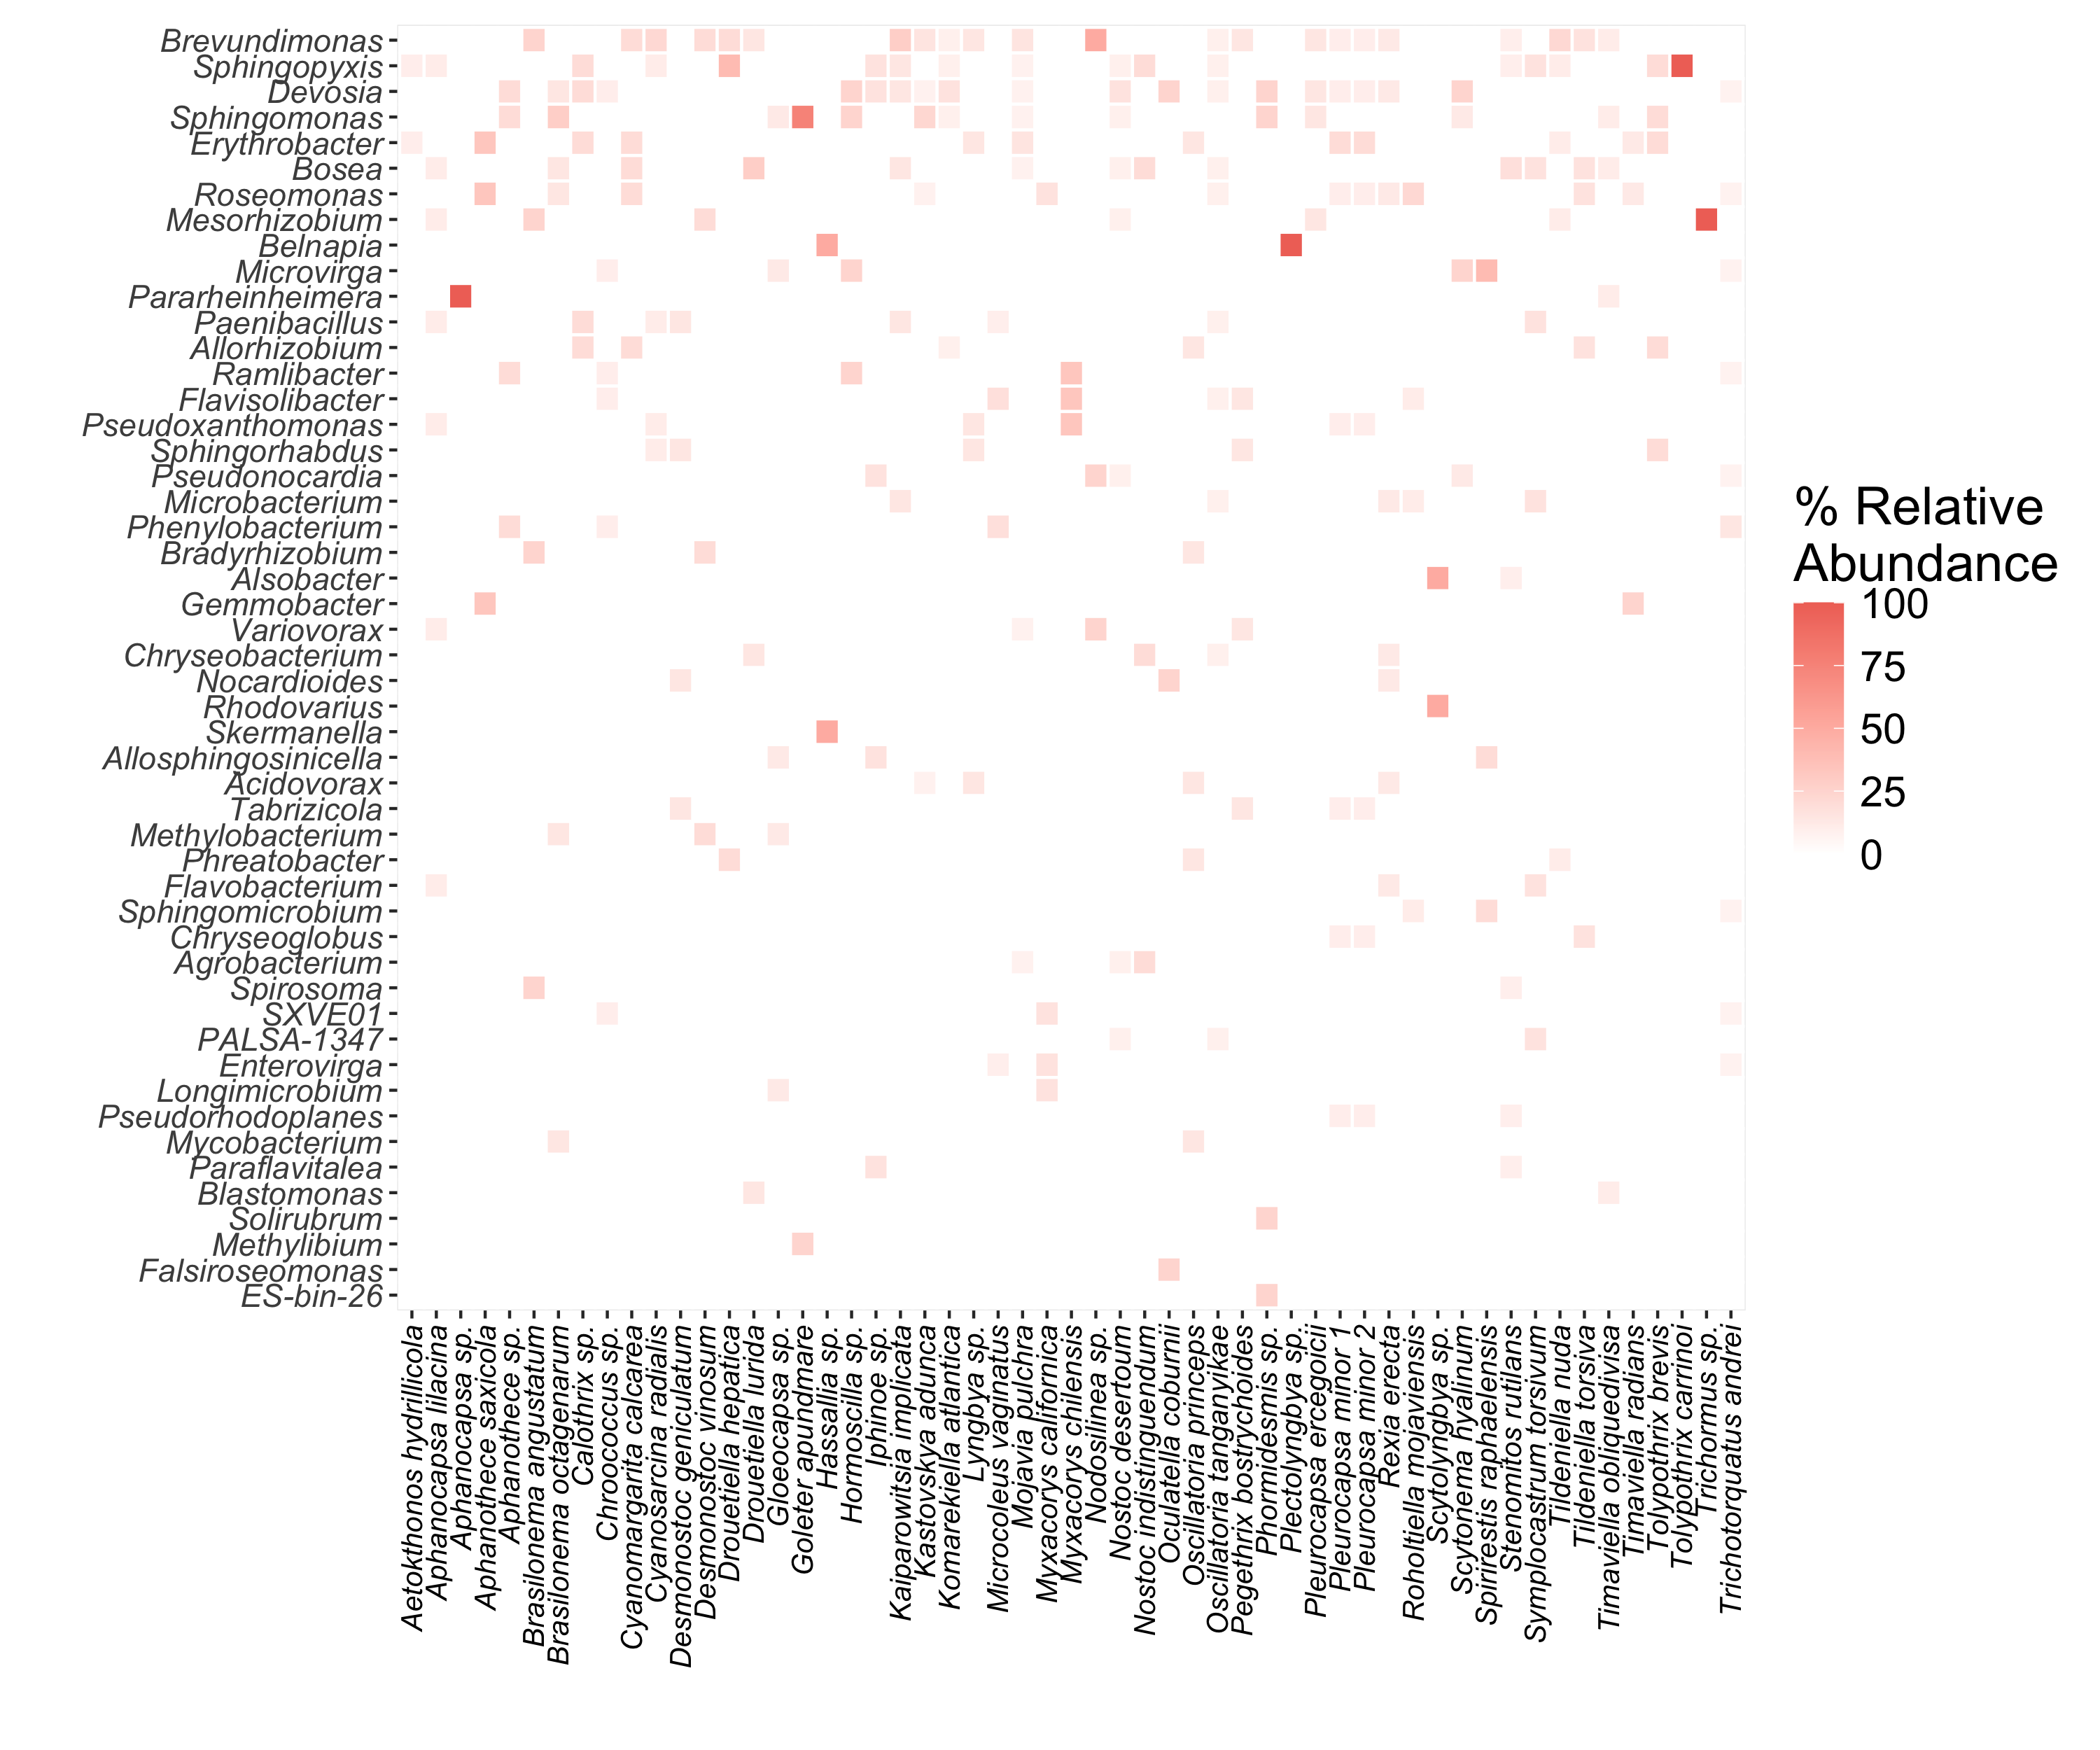 Brevundimonas
Sphingopyxis
Devosia
Sphingomonas
Erythrobacter
Bosea
Roseomonas
Mesorhizobium
Belnapia
Microvirga
Pararheinheimera
Paenibacillus
Allorhizobium
Ramlibacter
Flavisolibacter
Pseudoxanthomonas
Sphingorhabdus
Pseudonocardia
Microbacterium
Phenylobacterium
Bradyrhizobium
Alsobacter
Gemmobacter
Variovorax
Chryseobacterium
Nocardioides
Rhodovarius
Skermanella
Allosphingosinicella
Acidovorax
Tabrizicola
Methylobacterium
Phreatobacter
Flavobacterium
Sphingomicrobium
Chryseoglobus
Agrobacterium
Spirosoma
SXVE01
PALSA-1347
Enterovirga
Longimicrobium
Pseudorhodoplanes
Mycobacterium
Paraflavitalea
Blastomonas
Solirubrum
Methylibium
Falsiroseomonas
ES-bin-26
Aetokthonos hydrillicola
Aphanocapsa lilacina
Aphanocapsa sp.
Aphanothece saxicola
Aphanothece sp.
Brasilonema angustatum
Brasilonema octagenarum
Calothrix sp.
Chroococcus sp.
Cyanomargarita calcarea
Cyanosarcina radialis
Desmonostoc geniculatum
Desmonostoc vinosum
Drouetiella hepatica
Drouetiella lurida
Gloeocapsa sp.
Goleter apundmare
Hassallia sp.
Hormoscilla sp.
Iphinoe sp.
Kaiparowitsia implicata
Kastovskya adunca
Komarekiella atlantica
Lyngbya sp.
Microcoleus vaginatus
Mojavia pulchra
Myxacorys californica
Myxacorys chilensis
Nodosilinea sp.
Nostoc desertoum
Nostoc indistinguendum
Oculatella coburnii
Oscillatoria princeps
Oscillatoria tanganyikae
Pegethrix bostrychoides
Phormidesmis sp.
Plectolyngbya sp.
Pleurocapsa ercegoicii
Pleurocapsa minor 1
Pleurocapsa minor 2
Rexia erecta
Roholtiella mojaviensis
Scytolyngbya sp.
Scytonema hyalinum
Spirirestis raphaelensis
Stenomitos rutilans
Symplocastrum torsivum
Tildeniella nuda
Tildeniella torsiva
Timaviella obliquedivisa
Timaviella radians
Tolypothrix brevis
Tolypothrix carrinoi
Trichormus sp.
Trichotorquatus andrei
% Relative
Abundance
100
75
50
25
0